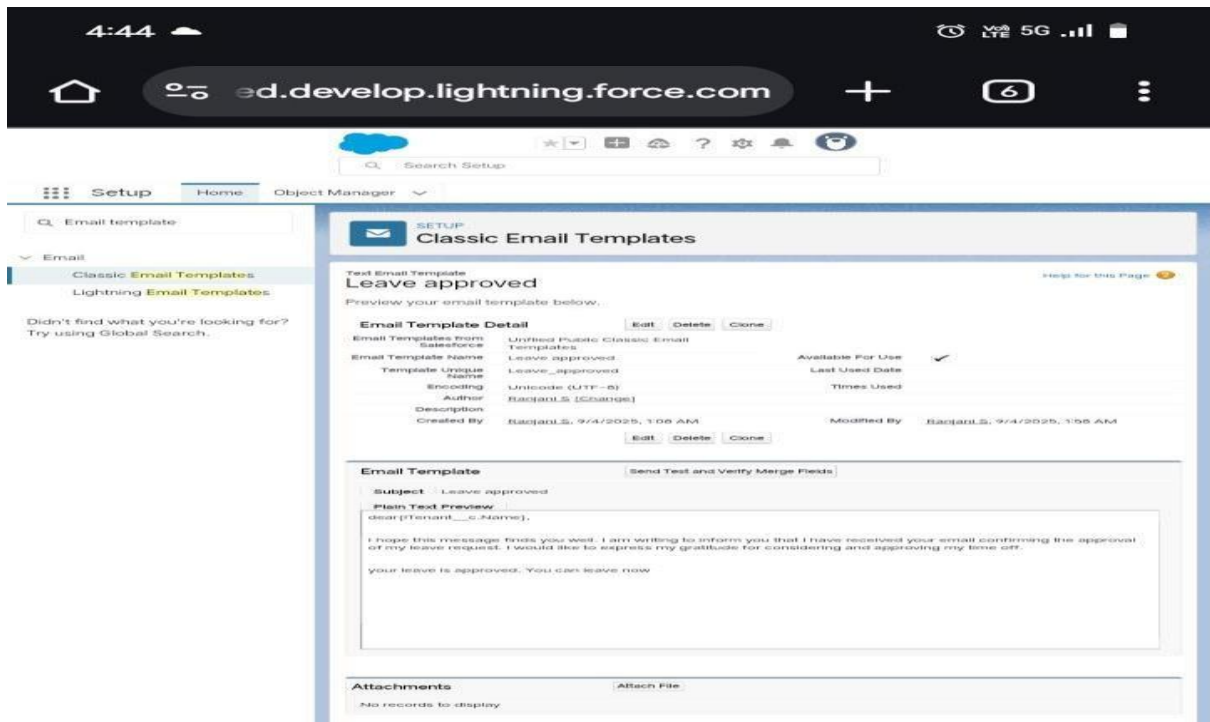 4:44
VoD LTE 5G
ed.develop.lightning.force.com
6
Search Setup
Setup Home Object Manager
Email template
SETUP
Classic Email Templates
Email
Classic Email Templates
Lightning Email Templates
Didn't find what you're looking for?
Try using Global Search.
Text Email Template
Leave approved
Help for this Page
Preview your email template below.
Email Template Detail Edit Delete Clone
Email Templates from Salesforce Unified Public Classic Email Templates
Email Template Name Leave approved Available For Use ✓
Template Unique Name Leave_approved Last Used Date
Encoding Unicode (UTF-8) Times Used
Author Ranjani.S [Change]
Description
Created By Ranjani.S, 9/4/2025, 1:08 AM Modified By Ranjani.S, 9/4/2025, 1:56 AM
Edit Delete Clone
Email Template Send Test and Verify Merge Fields
Subject Leave approved
Plain Text Preview
dear{!Tenant__c.Name},
I hope this message finds you well. I am writing to inform you that I have received your email confirming the approval
of my leave request. I would like to express my gratitude for considering and approving my time off.
your leave is approved. You can leave now
Attachments Attach File
No records to display